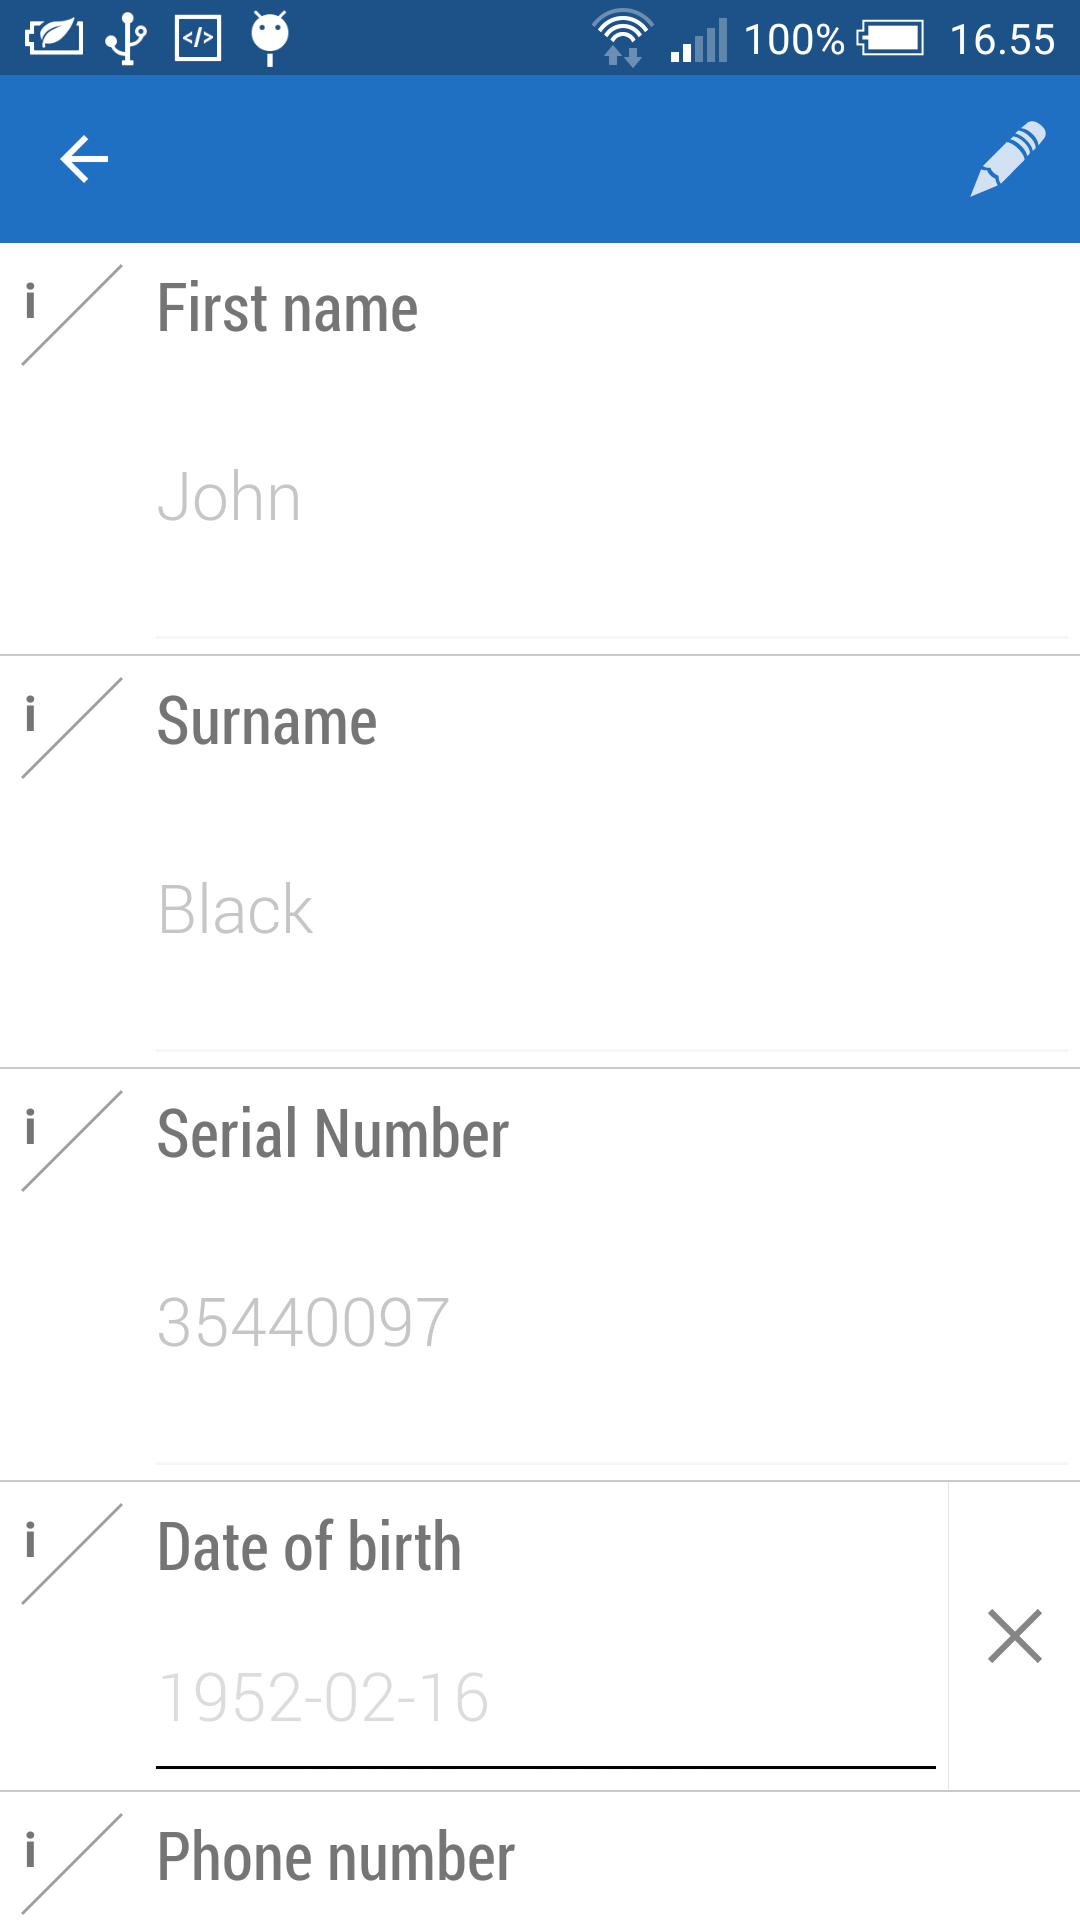 </> 100% 16.55
i First name
John
i Surname
Black
i Serial Number
35440097
i Date of birth
1952-02-16
i Phone number